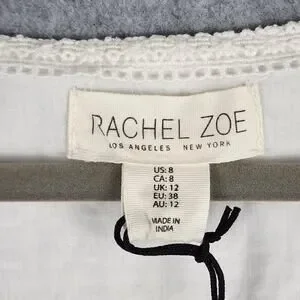 RACHEL ZOE
LOS ANGELES NEW YORK
US: 8
CA: 8
UK: 12
EU: 38
AU: 12
MADE IN
INDIA